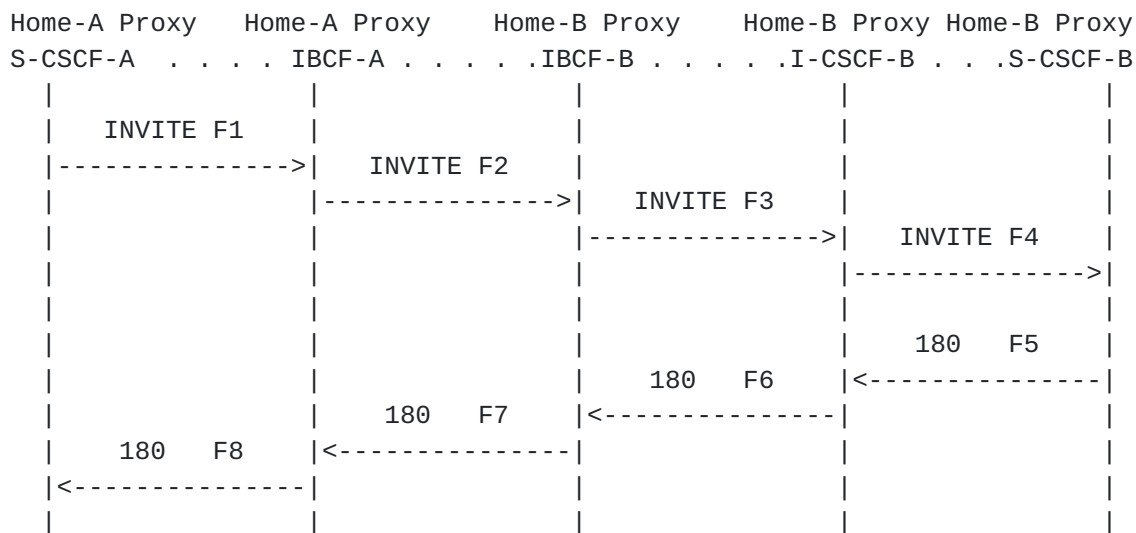 Home-A Proxy   Home-A Proxy    Home-B Proxy    Home-B Proxy Home-B Proxy
S-CSCF-A  . . . . IBCF-A . . . . .IBCF-B . . . . .I-CSCF-B . . .S-CSCF-B
INVITE F1
INVITE F2
INVITE F3
INVITE F4
180   F5
180   F6
180   F7
180   F8